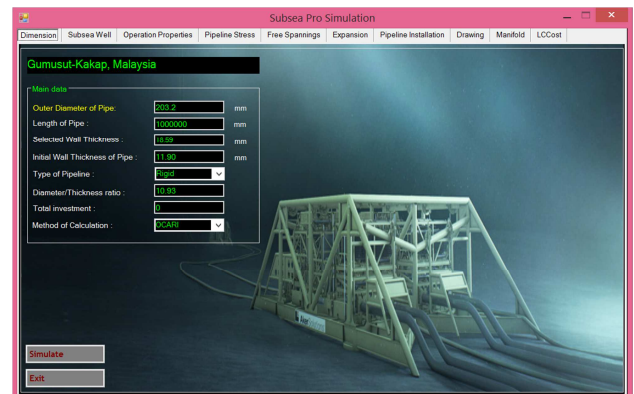 Subsea Pro Simulation
Dimension Subsea Well Operation Properties Pipeline Stress Free Spannings Expansion Pipeline Installation Drawing Manifold LCCost
Gumusut-Kakap, Malaysia
Main data
Outer Diameter of Pipe: 203.2 mm
Length of Pipe : 1000000 mm
Selected Wall Thickness : 18.59 mm
Initial Wall Thickness of Pipe : 11.90 mm
Type of Pipeline : Rigid
Diameter/Thickness ratio : 10.93
Total investment : 0
Method of Calculation : OCARI
Simulate
Exit